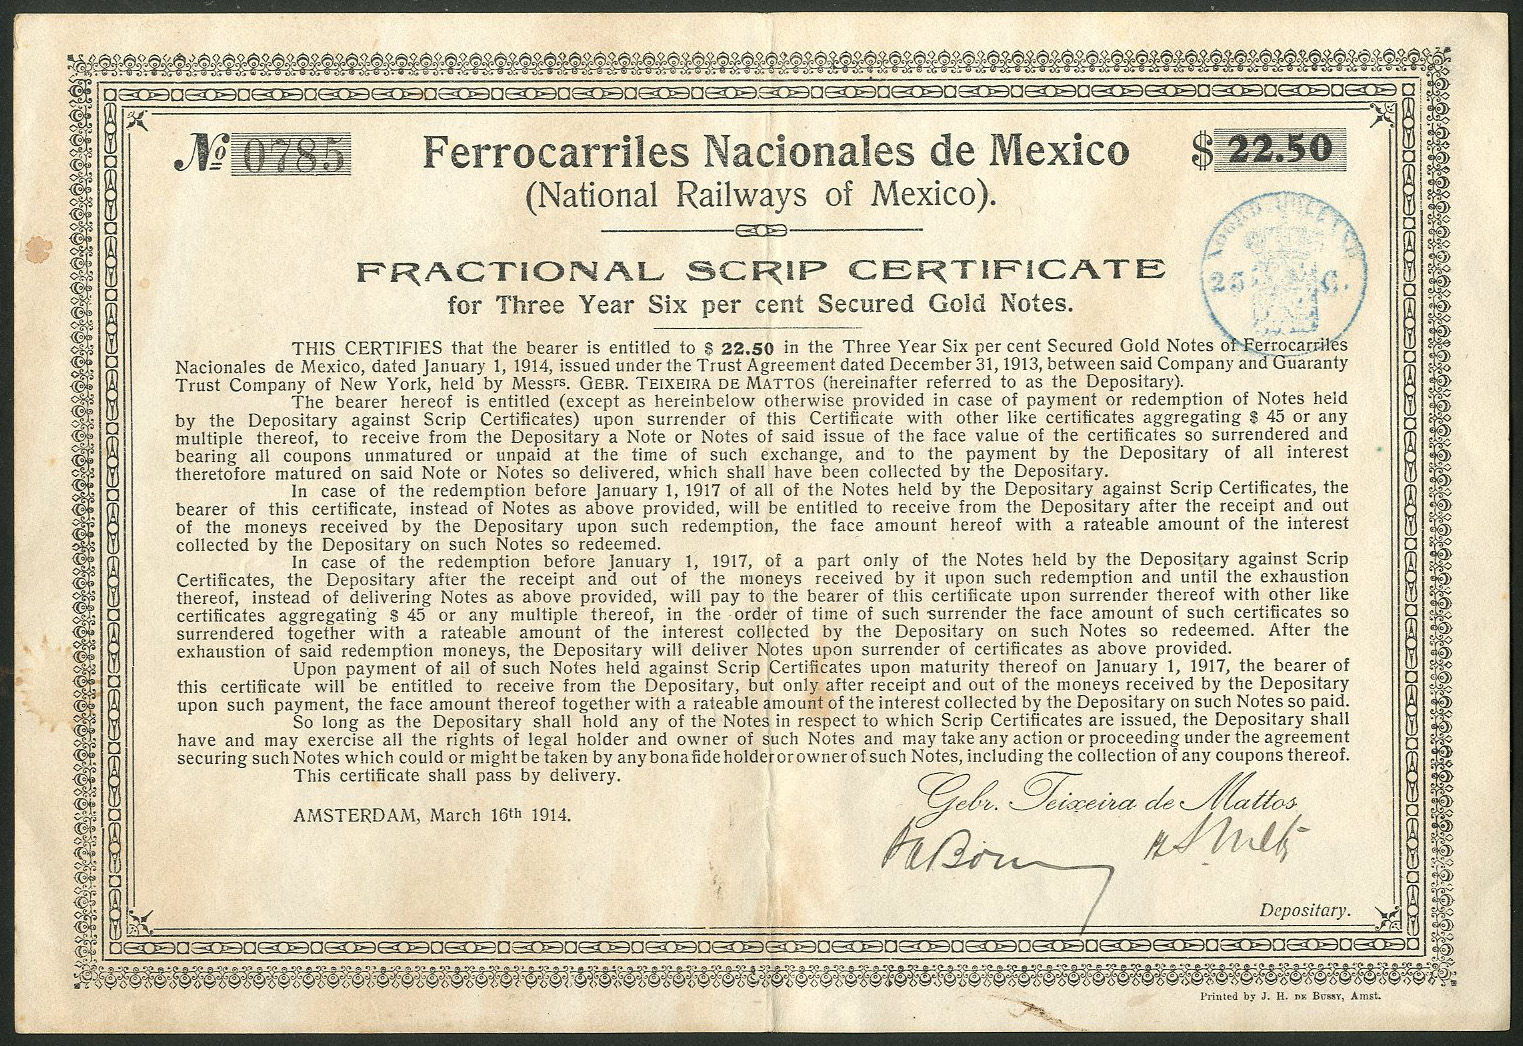 No 0785
Ferrocarriles Nacionales de Mexico
$ 22.50
(National Railways of Mexico).
FRACTIONAL SCRIP CERTIFICATE
25 C.
for Three Year Six per cent Secured Gold Notes.
THIS CERTIFIES that the bearer is entitled to $ 22.50 in the Three Year Six per cent Secured Gold Notes of Ferrocarriles
Nacionales de Mexico, dated January 1, 1914, issued under the Trust Agreement dated December 31, 1913, between said Company and Guaranty
Trust Company of New York, held by Messrs. GEBR. TEIXEIRA DE MATTOS (hereinafter referred to as the Depositary).
The bearer hereof is entitled (except as hereinbelow otherwise provided in case of payment or redemption of Notes held
by the Depositary against Scrip Certificates) upon surrender of this Certificate with other like certificates aggregating $ 45 or any
multiple thereof, to receive from the Depositary a Note or Notes of said issue of the face value of the certificates so surrendered and
bearing all coupons unmatured or unpaid at the time of such exchange, and to the payment by the Depositary of all interest
theretofore matured on said Note or Notes so delivered, which shall have been collected by the Depositary.
In case of the redemption before January 1, 1917 of all of the Notes held by the Depositary against Scrip Certificates, the
bearer of this certificate, instead of Notes as above provided, will be entitled to receive from the Depositary after the receipt and out
of the moneys received by the Depositary upon such redemption, the face amount hereof with a rateable amount of the interest
collected by the Depositary on such Notes so redeemed.
In case of the redemption before January 1, 1917, of a part only of the Notes held by the Depositary against Scrip
Certificates, the Depositary after the receipt and out of the moneys received by it upon such redemption and until the exhaustion
thereof, instead of delivering Notes as above provided, will pay to the bearer of this certificate upon surrender thereof with other like
certificates aggregating $ 45 or any multiple thereof, in the order of time of such surrender the face amount of such certificates so
surrendered together with a rateable amount of the interest collected by the Depositary on such Notes so redeemed. After the
exhaustion of said redemption moneys, the Depositary will deliver Notes upon surrender of certificates as above provided.
Upon payment of all of such Notes held against Scrip Certificates upon maturity thereof on January 1, 1917, the bearer of
this certificate will be entitled to receive from the Depositary, but only after receipt and out of the moneys received by the Depositary
upon such payment, the face amount thereof together with a rateable amount of the interest collected by the Depositary on such Notes so paid.
So long as the Depositary shall hold any of the Notes in respect to which Scrip Certificates are issued, the Depositary shall
have and may exercise all the rights of legal holder and owner of such Notes and may take any action or proceeding under the agreement
securing such Notes which could or might be taken by any bona fide holder or owner of such Notes, including the collection of any coupons thereof.
This certificate shall pass by delivery.
Gebr. Teixeira de Mattos
AMSTERDAM, March 16th 1914.
Depositary.
Printed by J. H. DE BUSSY, Amst.